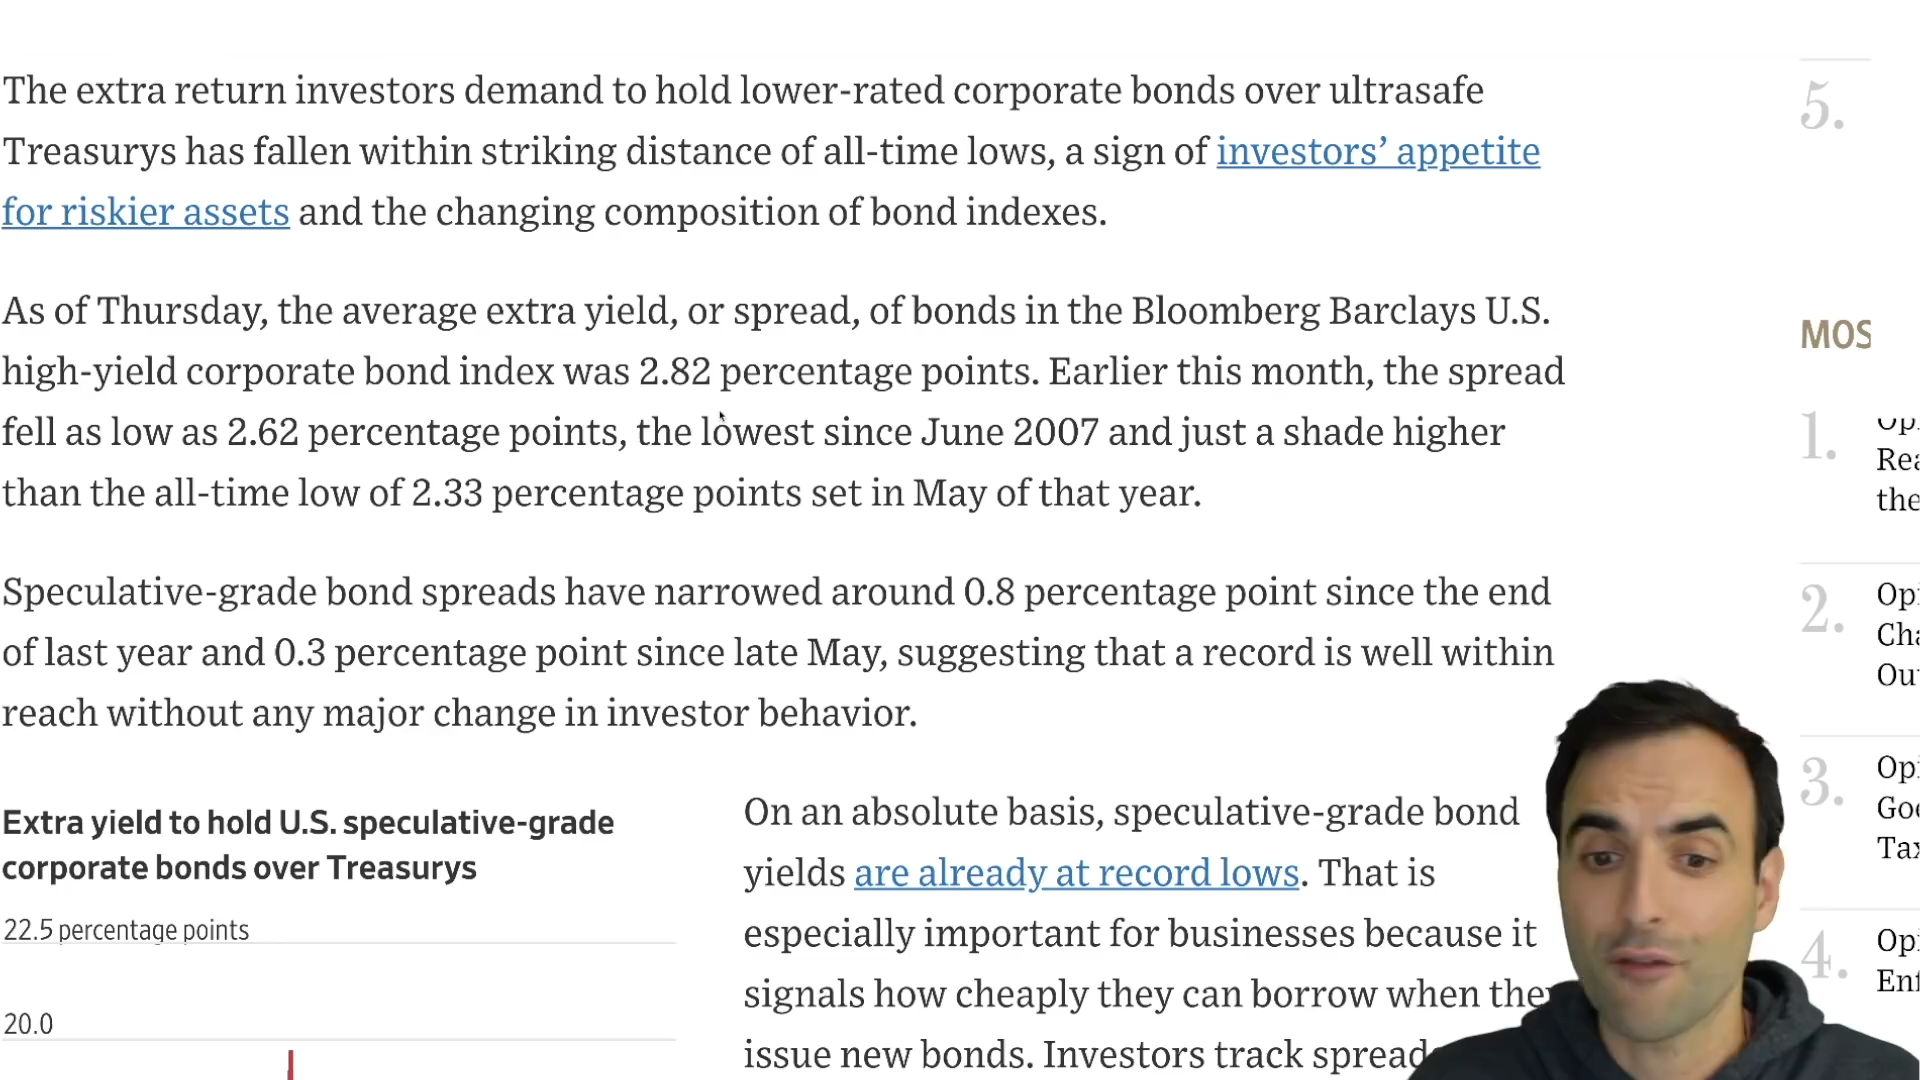 The extra return investors demand to hold lower-rated corporate bonds over ultrasafe
Treasurys has fallen within striking distance of all-time lows, a sign of investors’ appetite
for riskier assets and the changing composition of bond indexes.
As of Thursday, the average extra yield, or spread, of bonds in the Bloomberg Barclays U.S.
high-yield corporate bond index was 2.82 percentage points. Earlier this month, the spread
fell as low as 2.62 percentage points, the lowest since June 2007 and just a shade higher
than the all-time low of 2.33 percentage points set in May of that year.
Speculative-grade bond spreads have narrowed around 0.8 percentage point since the end
of last year and 0.3 percentage point since late May, suggesting that a record is well within
reach without any major change in investor behavior.
Extra yield to hold U.S. speculative-grade
corporate bonds over Treasurys
22.5 percentage points
20.0
On an absolute basis, speculative-grade bond
yields are already at record lows. That is
especially important for businesses because it
signals how cheaply they can borrow when they
issue new bonds. Investors track spread
5.
MOS
1.
Rea
the
2.
Opi
Cha
Ou
3.
Opi
Goo
Tax
4.
Opi
Enf